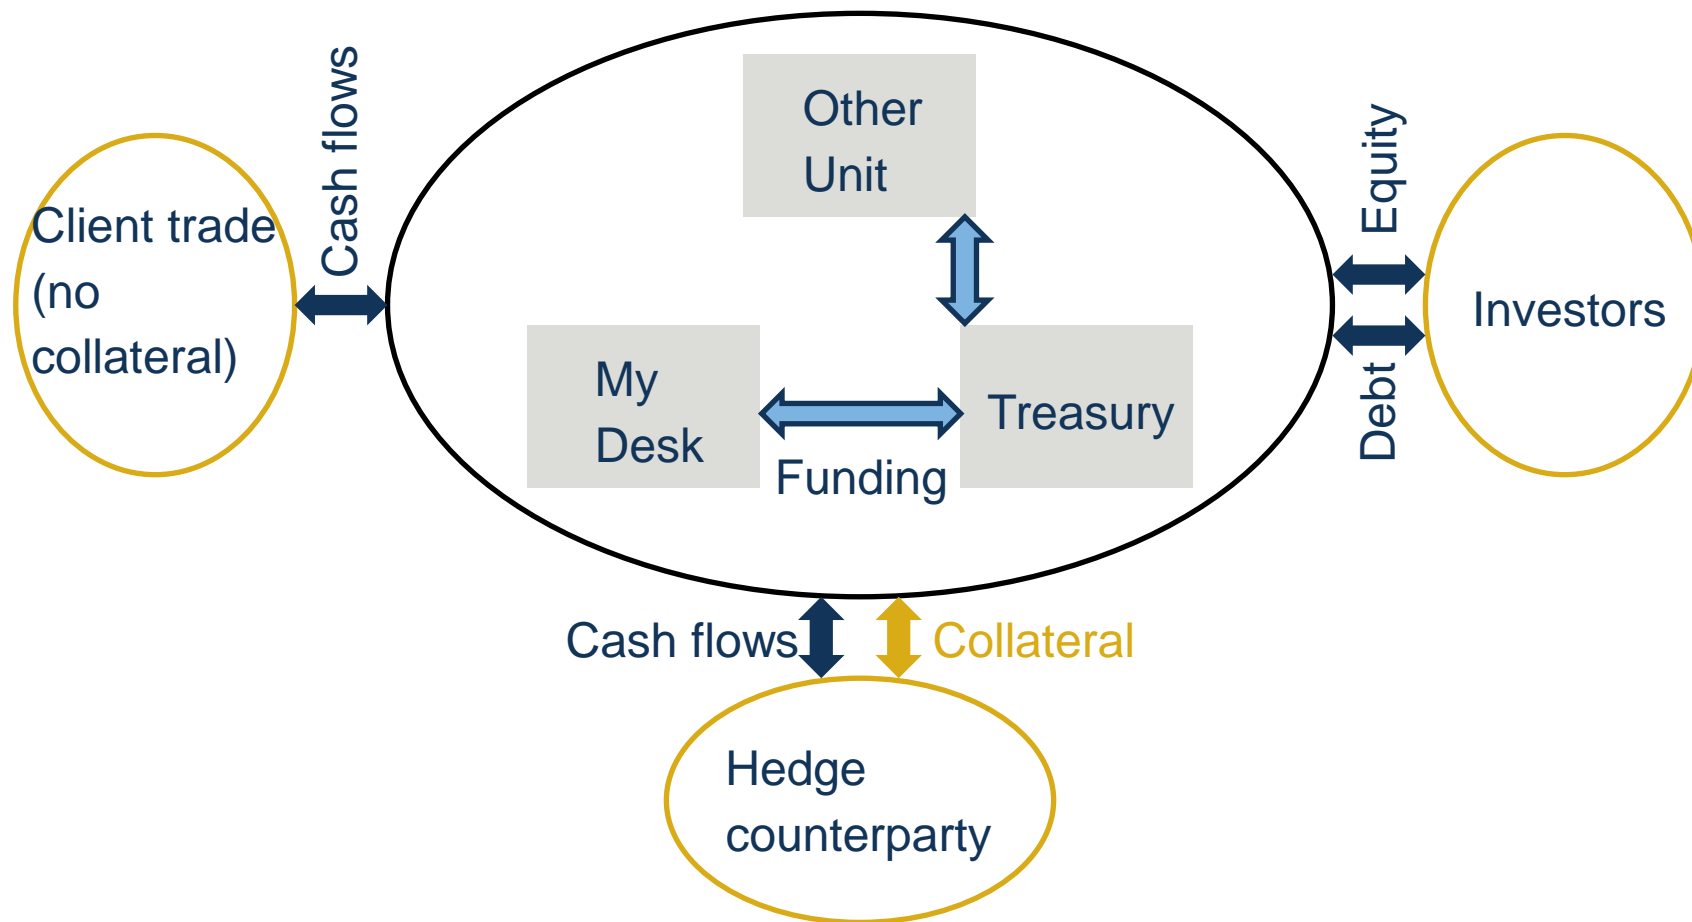 Cash flows
Other
Unit
Equity
Client trade
(no
collateral)
Investors
My
Desk
Treasury
Debt
Funding
Cash flows
Collateral
Hedge
counterparty